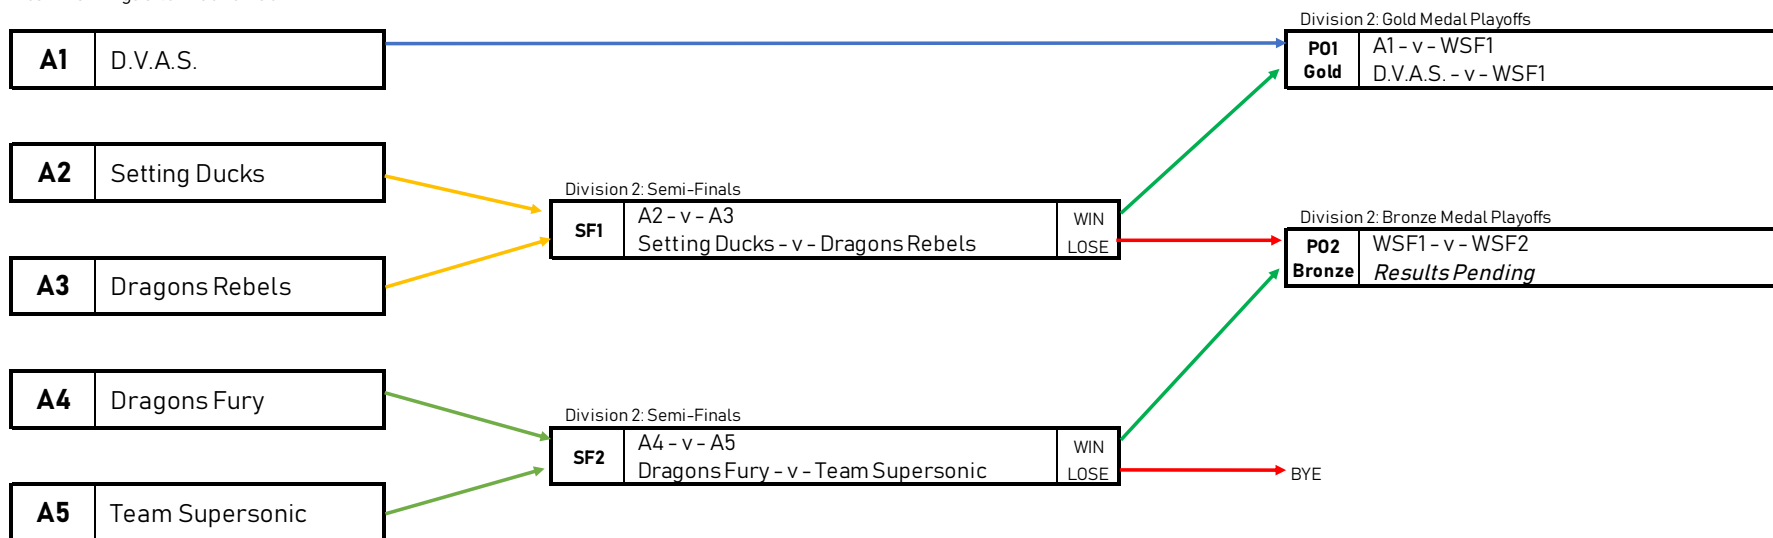 Division 2: Gold Medal Playoffs
A1 D.V.A.S.
PO1 Gold
A1 - v - WSF1
D.V.A.S. - v - WSF1
A2 Setting Ducks
Division 2: Semi-Finals
SF1
A2 - v - A3 WIN
Setting Ducks - v - Dragons Rebels LOSE
Division 2: Bronze Medal Playoffs
PO2 Bronze
WSF1 - v - WSF2
Results Pending
A3 Dragons Rebels
A4 Dragons Fury
Division 2: Semi-Finals
SF2
A4 - v - A5 WIN
Dragons Fury - v - Team Supersonic LOSE
BYE
A5 Team Supersonic